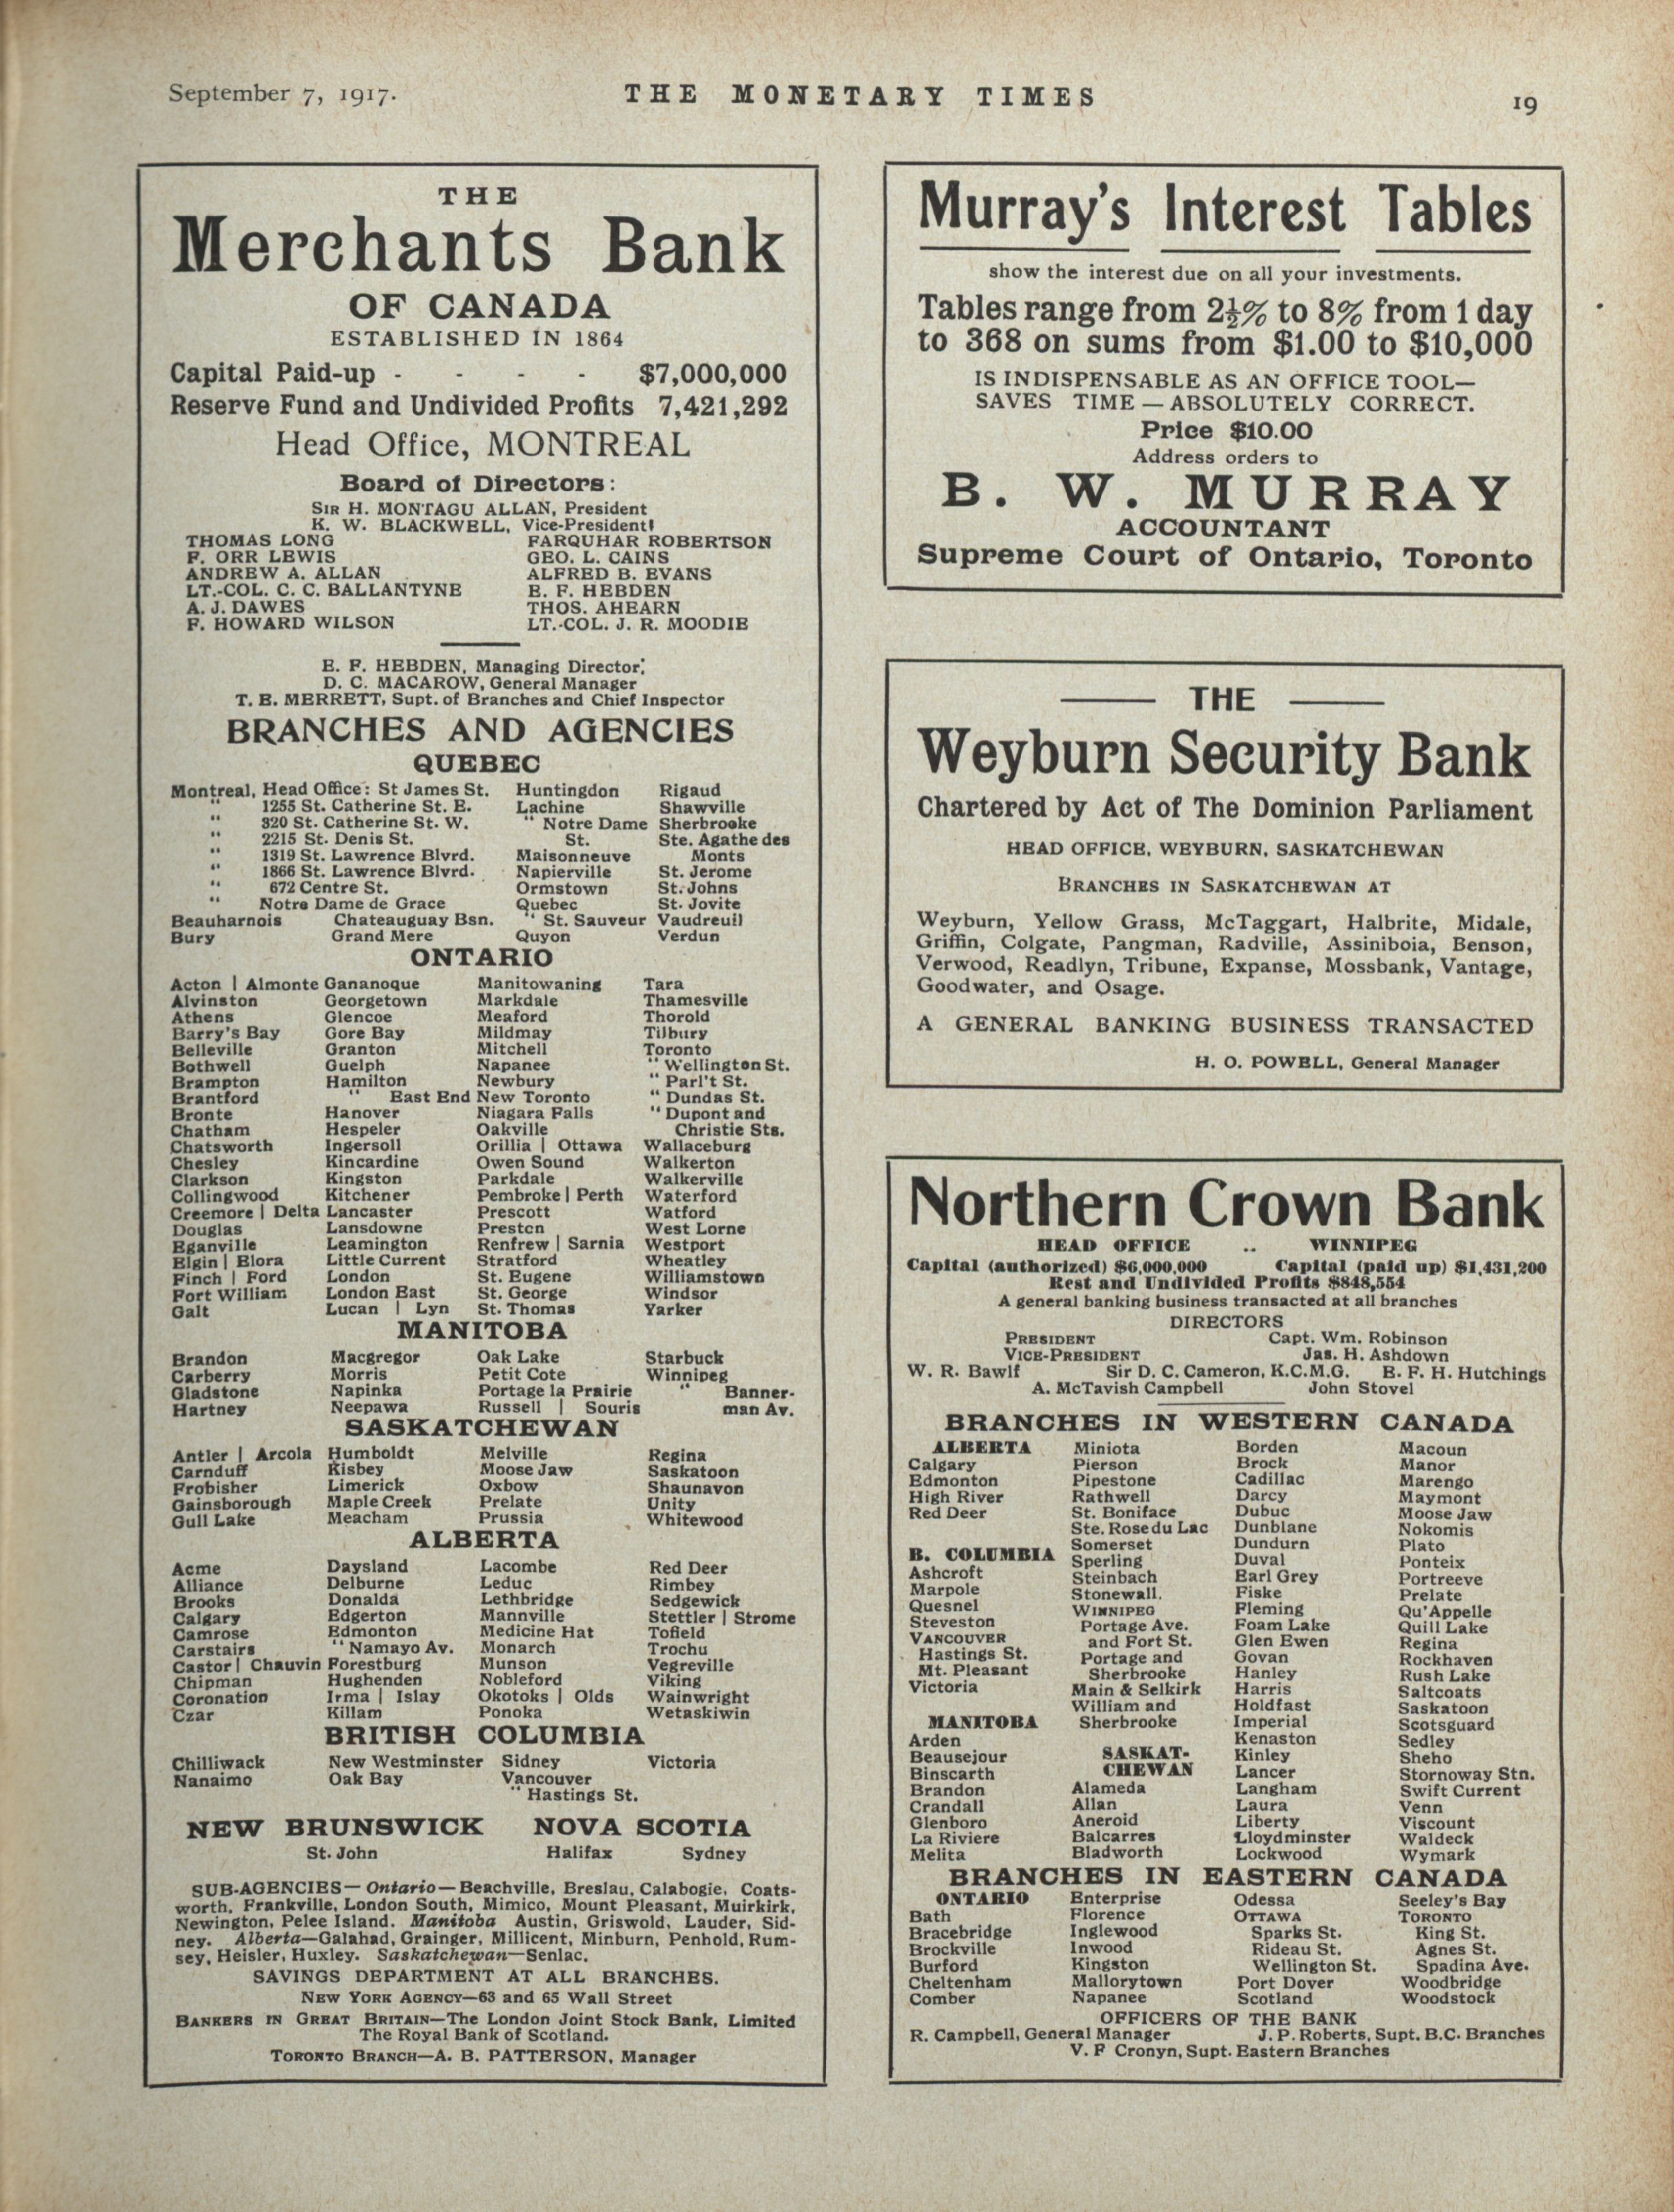 September 7, 1917.
THE MONETARY TIMES
19
THE
Merchants Bank
OF CANADA
ESTABLISHED IN 1864
Capital Paid-up - - - - $7,000,000
Reserve Fund and Undivided Profits 7,421,292
Head Office, MONTREAL
Board of Directors:
SIR H. MONTAGU ALLAN, President
K. W. BLACKWELL, Vice-President
THOMAS LONG FARQUHAR ROBERTSON
F. ORR LEWIS GEO. L. CAINS
ANDREW A. ALLAN ALFRED B. EVANS
LT.-COL. C. C. BALLANTYNE E. F. HEBDEN
A. J. DAWES THOS. AHEARN
F. HOWARD WILSON LT.-COL. J. R. MOODIE
E. F. HEBDEN, Managing Director
D. C. MACAROW, General Manager
T. E. MERRETT, Supt. of Branches and Chief Inspector
BRANCHES AND AGENCIES
QUEBEC
Montreal, Head Office: St James St. Huntingdon Rigaud
" 1255 St. Catherine St. E. Lachine Shawville
" 320 St. Catherine St. W. " Notre Dame Sherbrooke
" 2215 St. Denis St. St. Ste. Agathe des
" 1319 St. Lawrence Blvrd. Maisonneuve Monts
" 1866 St. Lawrence Blvrd. Napierville St. Jerome
" 672 Centre St. Ormstown St. Johns
" Notre Dame de Grace Quebec St. Jovite
Beauharnois Chateauguay Bsn. " St. Sauveur Vaudreuil
Bury Grand Mere Quyon Verdun
ONTARIO
Acton | Almonte Gananoque Manitowaning Tara
Alvinston Georgetown Markdale Thamesville
Athens Glencoe Meaford Thorold
Barry's Bay Gore Bay Mildmay Tilbury
Belleville Granton Mitchell Toronto
Bothwell Guelph Napanee " Wellington St.
Brampton Hamilton Newbury " Parl't St.
Brantford " East End New Toronto " Dundas St.
Bronte Hanover Niagara Falls " Dupont and
Chatham Hespeler Oakville Christie Sts.
Chatsworth Ingersoll Orillia | Ottawa Wallaceburg
Chesley Kincardine Owen Sound Walkerton
Clarkson Kingston Parkdale Walkerville
Collingwood Kitchener Pembroke | Perth Waterford
Creemore | Delta Lancaster Prescott Watford
Douglas Lansdowne Preston West Lorne
Eganville Leamington Renfrew | Sarnia Westport
Elgin | Elora Little Current Stratford Wheatley
Finch | Ford London St. Eugene Williamstown
Fort William London East St. George Windsor
Galt Lucan | Lyn St. Thomas Yarker
MANITOBA
Brandon Macgregor Oak Lake Starbuck
Carberry Morris Petit Cote Winnipeg
Gladstone Napinka Portage la Prairie " Banner-
Hartney Neepawa Russell | Souris man Av.
SASKATCHEWAN
Antler | Arcola Humboldt Melville Regina
Carnduff Kisbey Moose Jaw Saskatoon
Frobisher Limerick Oxbow Shaunavon
Gainsborough Maple Creek Prelate Unity
Gull Lake Meacham Prussia Whitewood
ALBERTA
Acme Daysland Lacombe Red Deer
Alliance Delburne Leduc Rimbey
Brooks Donalda Lethbridge Sedgewick
Calgary Edgerton Mannville Stettler | Strome
Camrose Edmonton Medicine Hat Tofield
Carstairs " Namayo Av. Monarch Trochu
Castor | Chauvin Forestburg Munson Vegreville
Chipman Hughenden Nobleford Viking
Coronation Irma | Islay Okotoks | Olds Wainwright
Czar Killam Ponoka Wetaskiwin
BRITISH COLUMBIA
Chilliwack New Westminster Sidney Victoria
Nanaimo Oak Bay Vancouver
" Hastings St.
NEW BRUNSWICK NOVA SCOTIA
St. John Halifax Sydney
SUB-AGENCIES—Ontario—Beachville, Breslau, Calabogie, Coats-
worth, Frankville, London South, Mimico, Mount Pleasant, Muirkirk,
Newington, Pelee Island. Manitoba Austin, Griswold, Lauder, Sid-
ney. Alberta—Galahad, Grainger, Millicent, Minburn, Penhold, Rum-
sey, Heisler, Huxley. Saskatchewan—Senlac.
SAVINGS DEPARTMENT AT ALL BRANCHES.
NEW YORK AGENCY—63 and 65 Wall Street
BANKERS IN GREAT BRITAIN—The London Joint Stock Bank, Limited
The Royal Bank of Scotland.
TORONTO BRANCH—A. B. PATTERSON, Manager
Murray's Interest Tables
show the interest due on all your investments.
Tables range from 2½% to 8% from 1 day
to 368 on sums from $1.00 to $10,000
IS INDISPENSABLE AS AN OFFICE TOOL—
SAVES TIME — ABSOLUTELY CORRECT.
Price $10.00
Address orders to
B. W. MURRAY
ACCOUNTANT
Supreme Court of Ontario, Toronto
THE
Weyburn Security Bank
Chartered by Act of The Dominion Parliament
HEAD OFFICE, WEYBURN, SASKATCHEWAN
BRANCHES IN SASKATCHEWAN AT
Weyburn, Yellow Grass, McTaggart, Halbrite, Midale,
Griffin, Colgate, Pangman, Radville, Assiniboia, Benson,
Verwood, Readlyn, Tribune, Expanse, Mossbank, Vantage,
Goodwater, and Osage.
A GENERAL BANKING BUSINESS TRANSACTED
H. O. POWELL, General Manager
Northern Crown Bank
HEAD OFFICE .. WINNIPEG
Capital (authorized) $6,000,000 Capital (paid up) $1,431,200
Rest and Undivided Profits $848,554
A general banking business transacted at all branches
DIRECTORS
PRESIDENT Capt. Wm. Robinson
VICE-PRESIDENT Jas. H. Ashdown
W. R. Bawlf Sir D. C. Cameron, K.C.M.G. E. F. H. Hutchings
A. McTavish Campbell John Stovel
BRANCHES IN WESTERN CANADA
ALBERTA
Calgary
Edmonton
High River
Red Deer
B. COLUMBIA
Ashcroft
Marpole
Quesnel
Steveston
VANCOUVER
Hastings St.
Mt. Pleasant
Victoria
MANITOBA
Arden
Beausejour
Binscarth
Brandon
Crandall
Glenboro
La Riviere
Melita
Miniota
Pierson
Pipestone
Rathwell
St. Boniface
Ste. Rose du Lac
Somerset
Sperling
Steinbach
Stonewall.
WINNIPEG
Portage Ave.
and Fort St.
Portage and
Sherbrooke
Main & Selkirk
William and
Sherbrooke
SASKAT-
CHEWAN
Alameda
Allan
Aneroid
Balcarres
Bladworth
Borden
Brock
Cadillac
Darcy
Dubuc
Dunblane
Dundurn
Duval
Earl Grey
Fiske
Fleming
Foam Lake
Glen Ewen
Govan
Hanley
Harris
Holdfast
Imperial
Kenaston
Kinley
Lancer
Langham
Laura
Liberty
Lloydminster
Lockwood
Macoun
Manor
Marengo
Maymont
Moose Jaw
Nokomis
Plato
Ponteix
Portreeve
Prelate
Qu'Appelle
Quill Lake
Regina
Rockhaven
Rush Lake
Saltcoats
Saskatoon
Scotsguard
Sedley
Sheho
Stornoway Stn.
Swift Current
Venn
Viscount
Waldeck
Wymark
BRANCHES IN EASTERN CANADA
ONTARIO
Bath
Bracebridge
Brockville
Burford
Cheltenham
Comber
Enterprise
Florence
Inglewood
Inwood
Kingston
Mallorytown
Napanee
Odessa
OTTAWA
Sparks St.
Rideau St.
Wellington St.
Port Dover
Scotland
Seeley's Bay
TORONTO
King St.
Agnes St.
Spadina Ave.
Woodbridge
Woodstock
OFFICERS OF THE BANK
R. Campbell, General Manager J. P. Roberts, Supt. B.C. Branches
V. F Cronyn, Supt. Eastern Branches